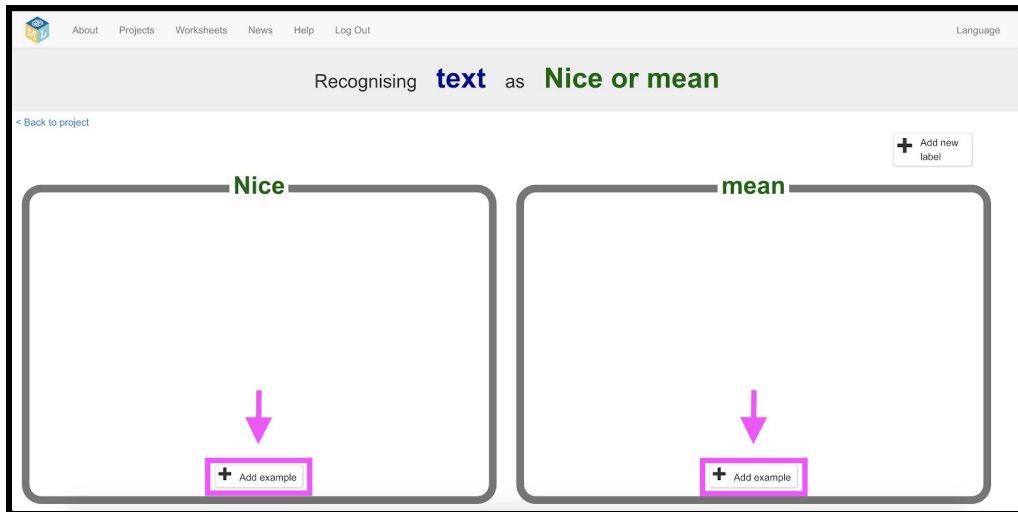 ML
About Projects Worksheets News Help Log Out Language
Recognising text as Nice or mean
< Back to project
Add new
label
Nice mean
Add example Add example